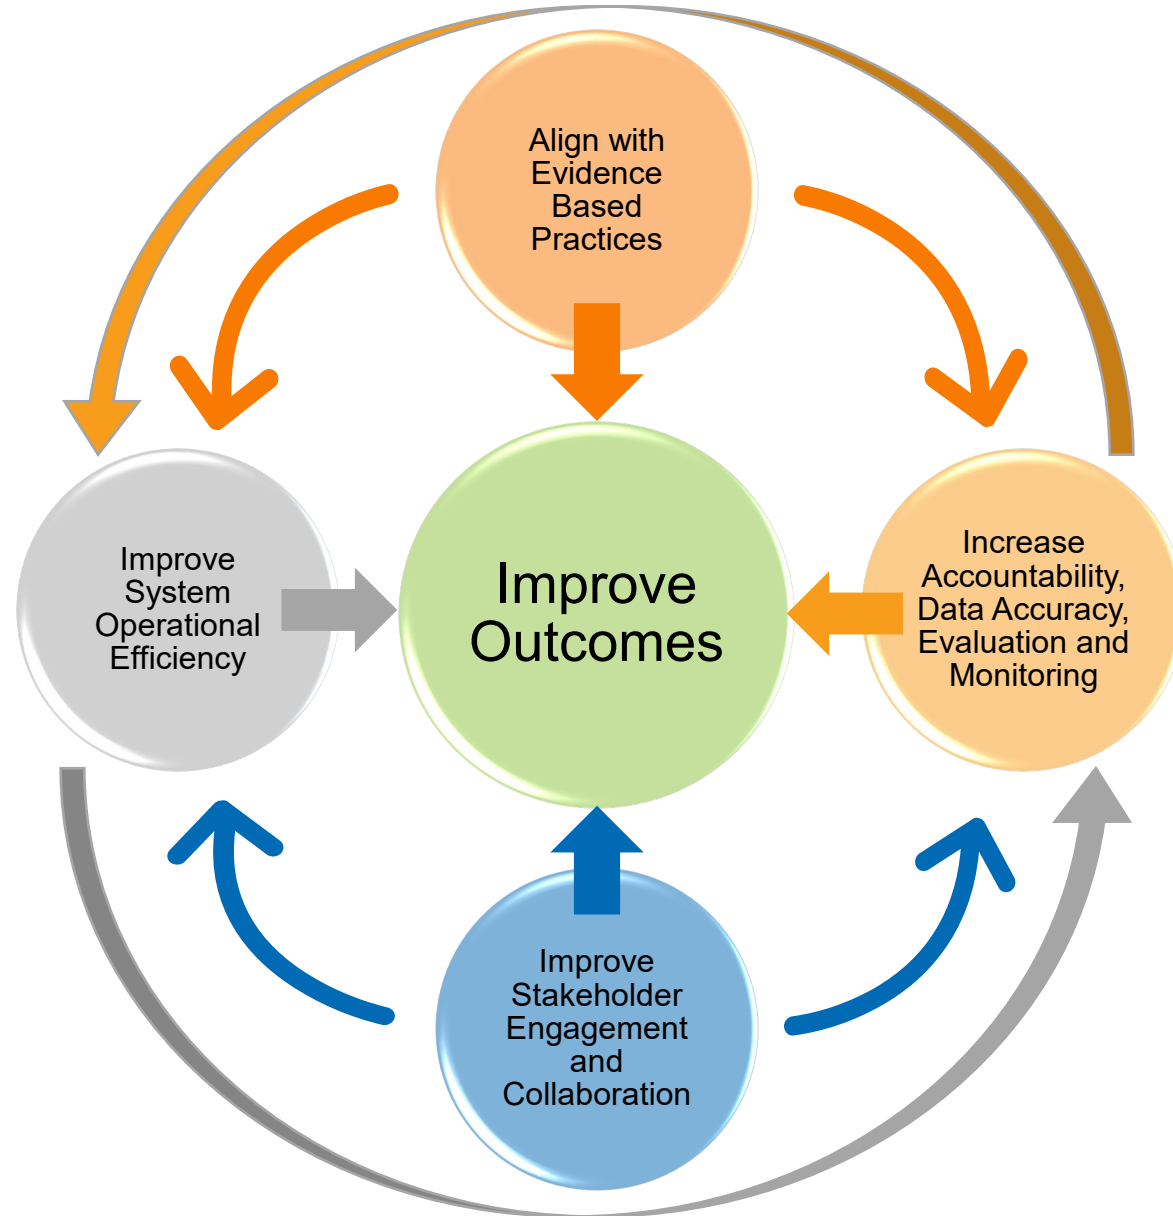 Align with
Evidence
Based
Practices
Improve
System
Operational
Efficiency
Improve
Outcomes
Increase
Accountability,
Data Accuracy,
Evaluation and
Monitoring
Improve
Stakeholder
Engagement
and
Collaboration